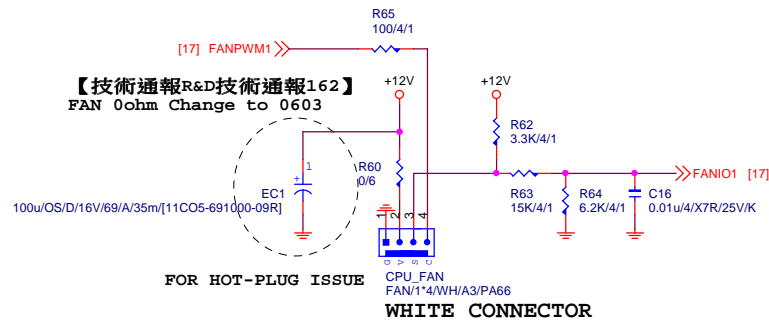 R65
100/4/1
[17] FANPWM1
【技術通報R&D技術通報162】
FAN 0ohm Change to 0603
+12V
+12V
R62
3.3K/4/1
1
+
EC1
100u/OS/D/16V/69/A/35m/[11CO5-691000-09R]
R60
0/6
FANIO1 [17]
R63
15K/4/1
R64
6.2K/4/1
C16
0.01u/4/X7R/25V/K
1
2
3
4
G
V
S
C
FOR HOT-PLUG ISSUE
CPU_FAN
FAN/1*4/WH/A3/PA66
WHITE CONNECTOR